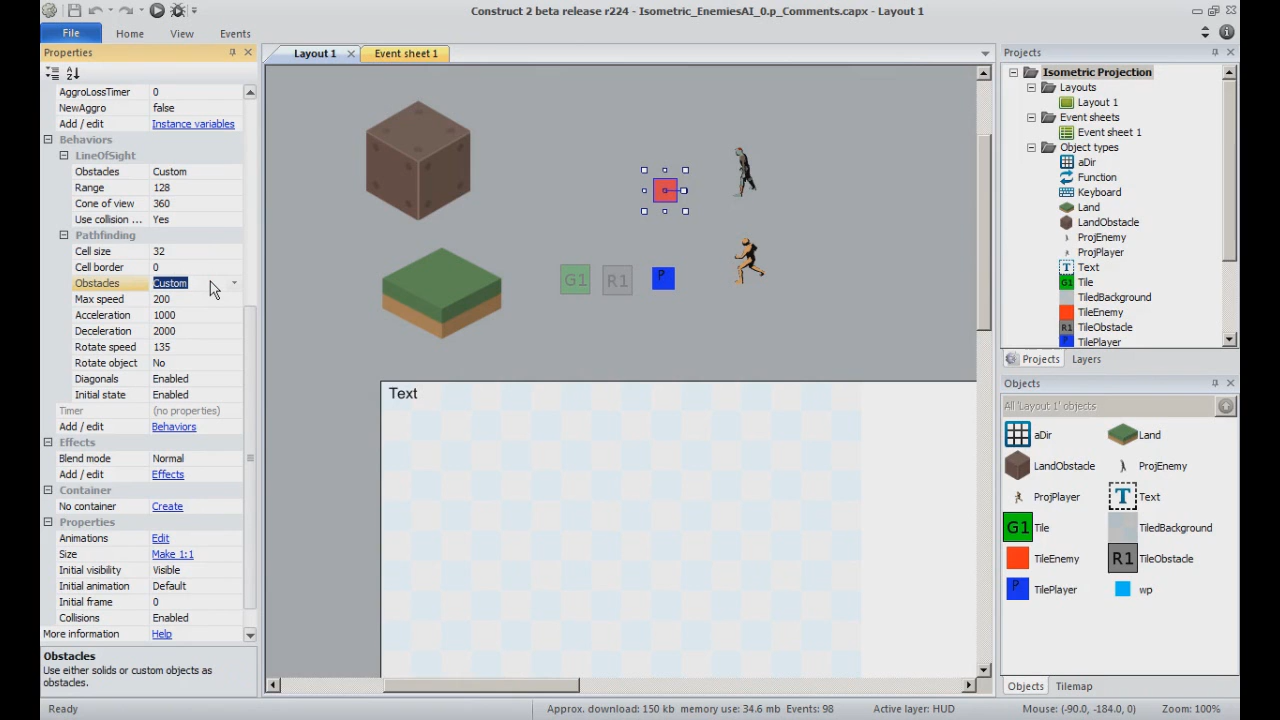 Construct 2 beta release r224 - Isometric_EnemiesAI_0.p_Comments.capx - Layout 1
File Home View Events
Properties
AggroLossTimer 0
NewAggro false
Add / edit Instance variables
Behaviors
LineOfSight
Obstacles Custom
Range 128
Cone of view 360
Use collision ... Yes
Pathfinding
Cell size 32
Cell border 0
Obstacles Custom
Max speed 200
Acceleration 1000
Deceleration 2000
Rotate speed 135
Rotate object No
Diagonals Enabled
Initial state Enabled
Timer (no properties)
Add / edit Behaviors
Effects
Blend mode Normal
Add / edit Effects
Container
No container Create
Properties
Animations Edit
Size Make 1:1
Initial visibility Visible
Initial animation Default
Initial frame 0
Collisions Enabled
More information Help
Obstacles
Use either solids or custom objects as
obstacles.
Layout 1 Event sheet 1
G1 R1 P
Text
Projects
Isometric Projection
Layouts
Layout 1
Event sheets
Event sheet 1
Object types
aDir
Function
Keyboard
Land
LandObstacle
ProjEnemy
ProjPlayer
T Text
G1 Tile
TiledBackground
TileEnemy
R1 TileObstacle
P TilePlayer
Projects Layers
Objects
All 'Layout 1' objects
aDir Land
LandObstacle ProjEnemy
ProjPlayer T Text
G1 Tile TiledBackground
TileEnemy R1 TileObstacle
P TilePlayer wp
Objects Tilemap
Ready Approx. download: 150 kb memory use: 34.6 mb Events: 98 Active layer: HUD Mouse: (-90.0, -184.0, 0) Zoom: 100%